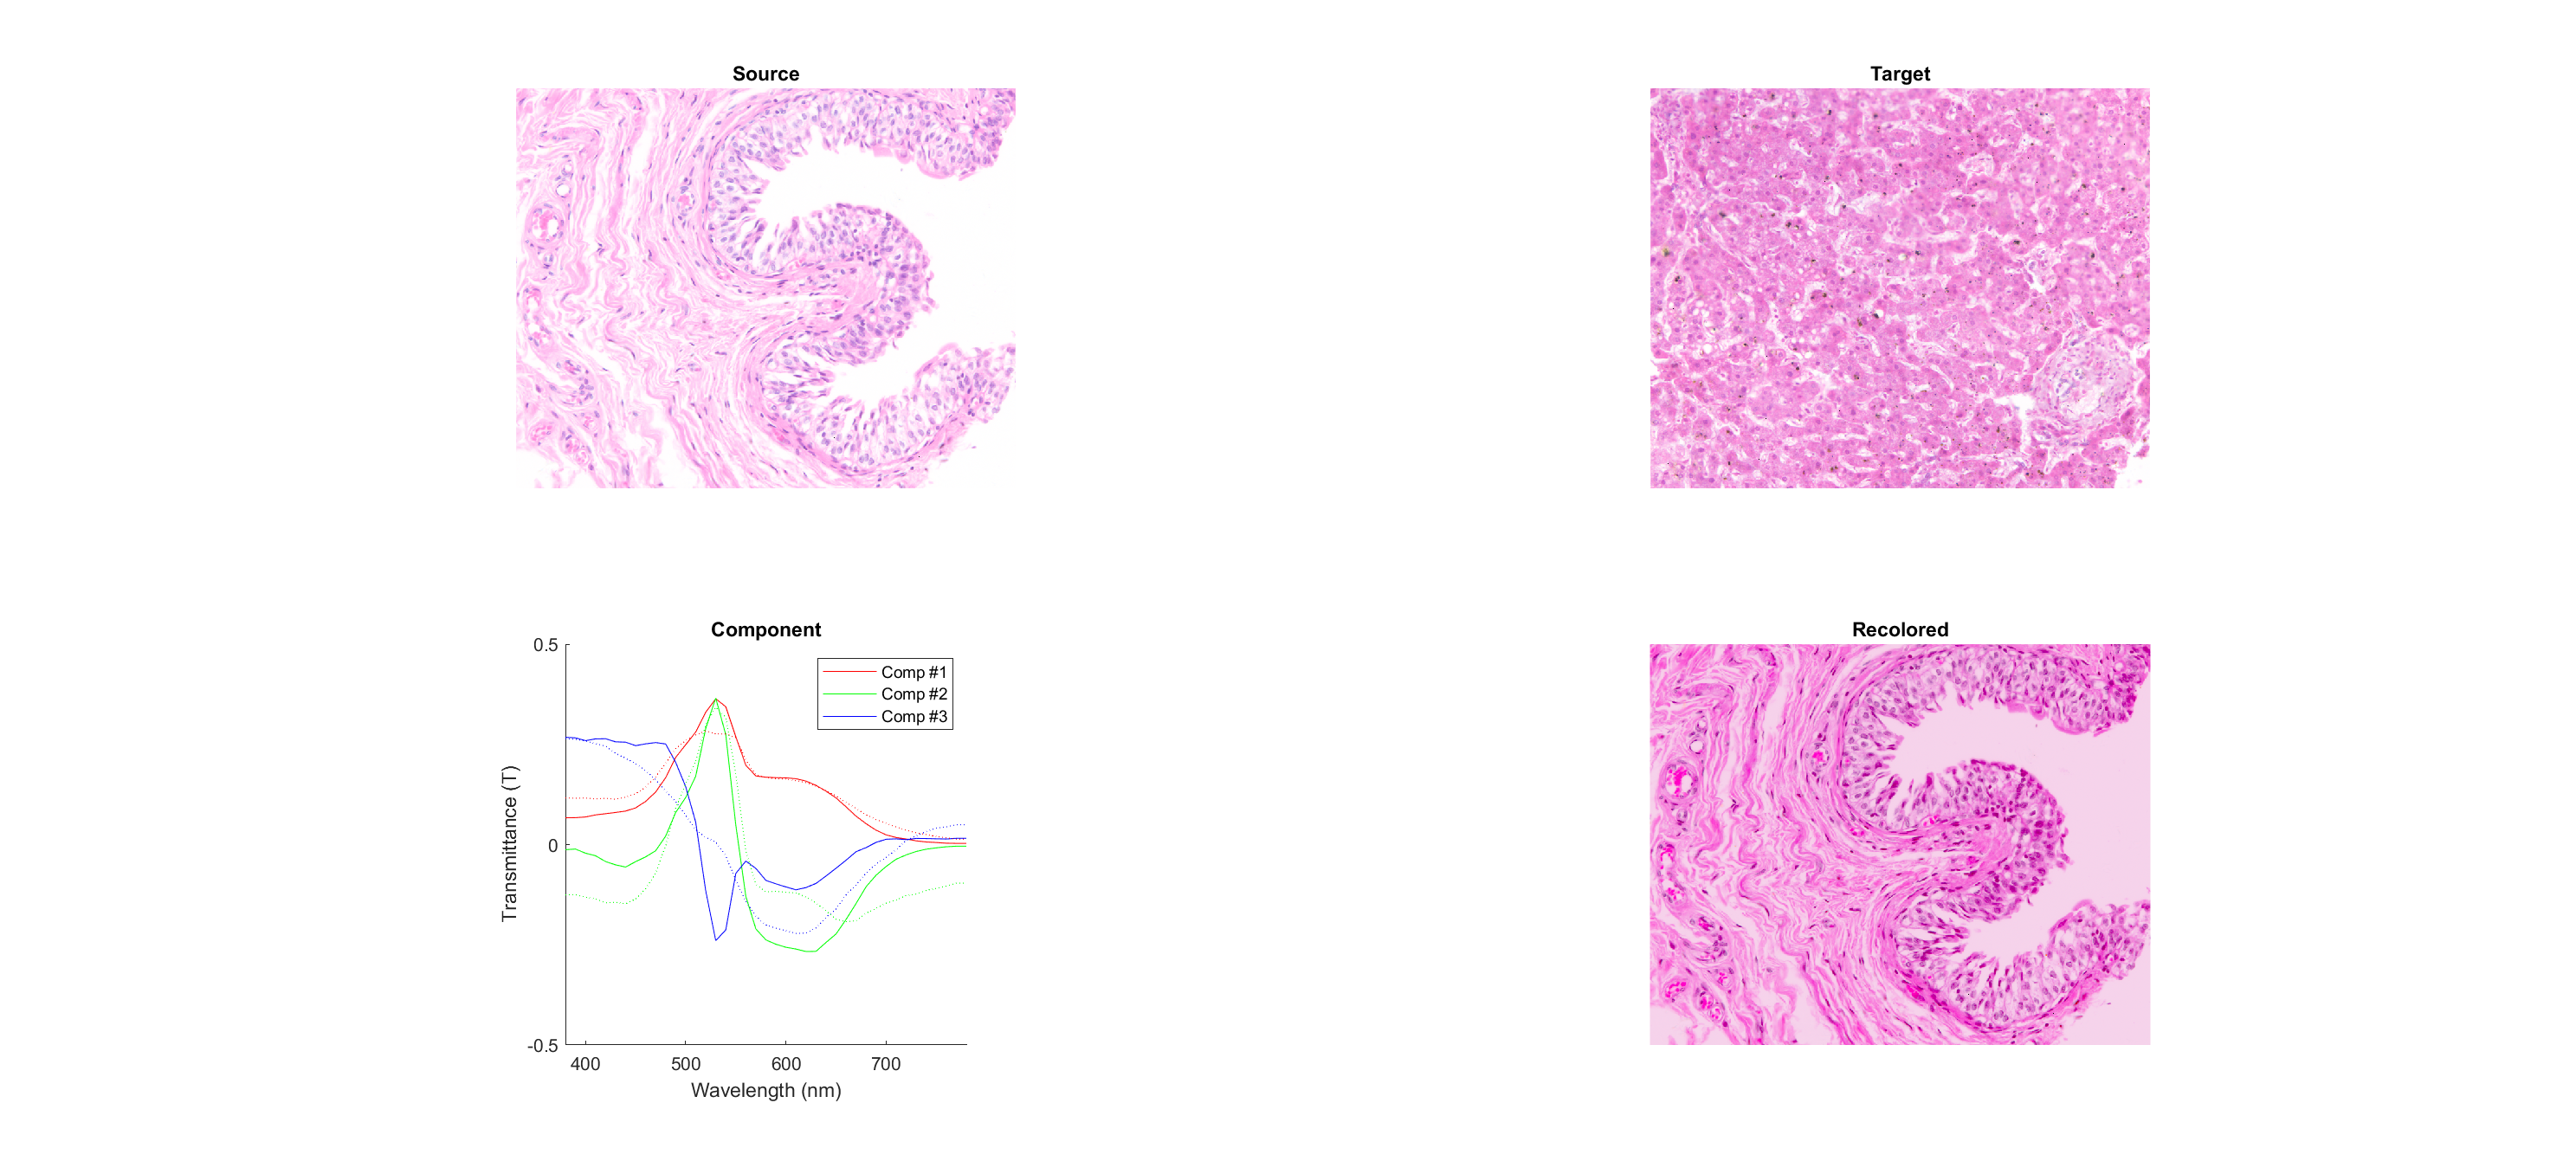 Source
Target
Component
0.5
0
-0.5
Transmittance (T)
Comp #1
Comp #2
Comp #3
400 500 600 700
Wavelength (nm)
Recolored